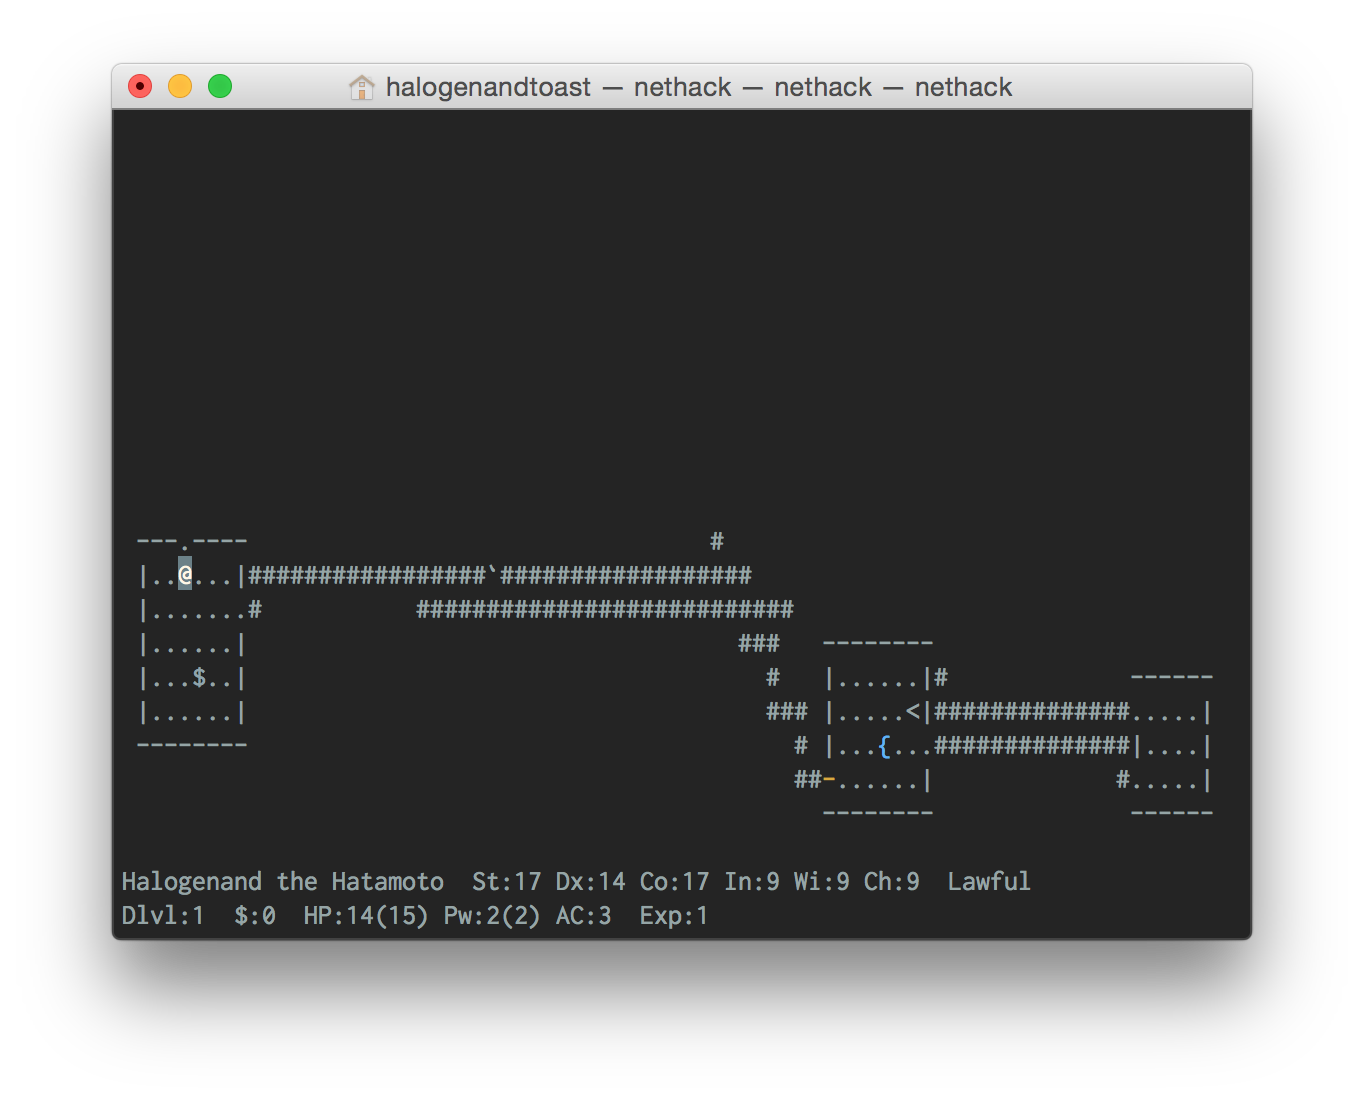 halogenandtoast — nethack — nethack — nethack
---.----                                 #
|..@...|#################`##################
|.......#           ###########################
|......|                                   ###   --------
|...$..|                                     #   |......|#             ------
|......|                                     ### |.....<|##############.....|
--------                                       # |...{...##############|....|
                                               ##-......|             #.....|
                                                 --------              ------
Halogenand the Hatamoto  St:17 Dx:14 Co:17 In:9 Wi:9 Ch:9  Lawful
Dlvl:1  $:0  HP:14(15) Pw:2(2) AC:3  Exp:1